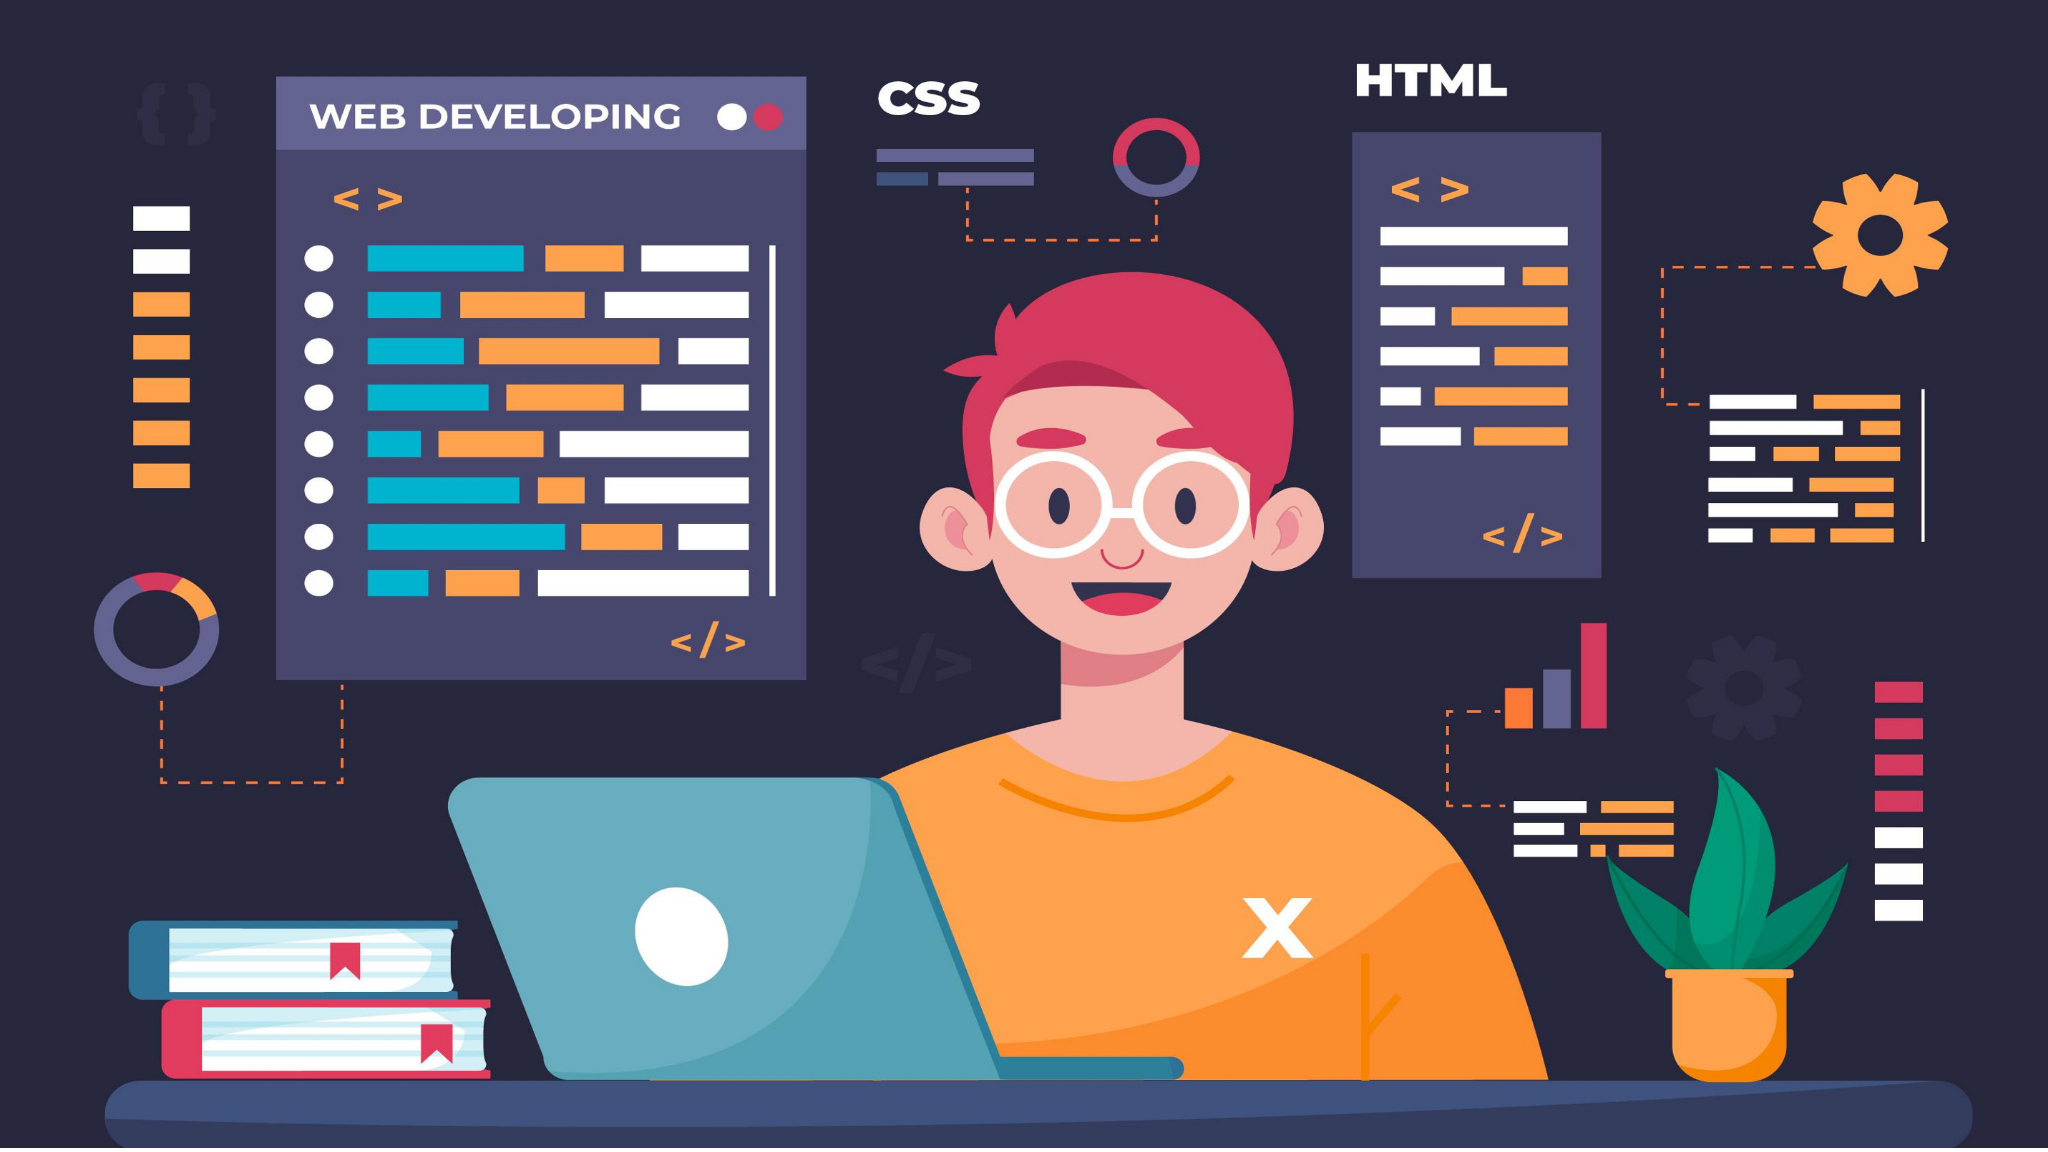 { }
WEB DEVELOPING
< >
</>
CSS
HTML
< >
</>
</>
X